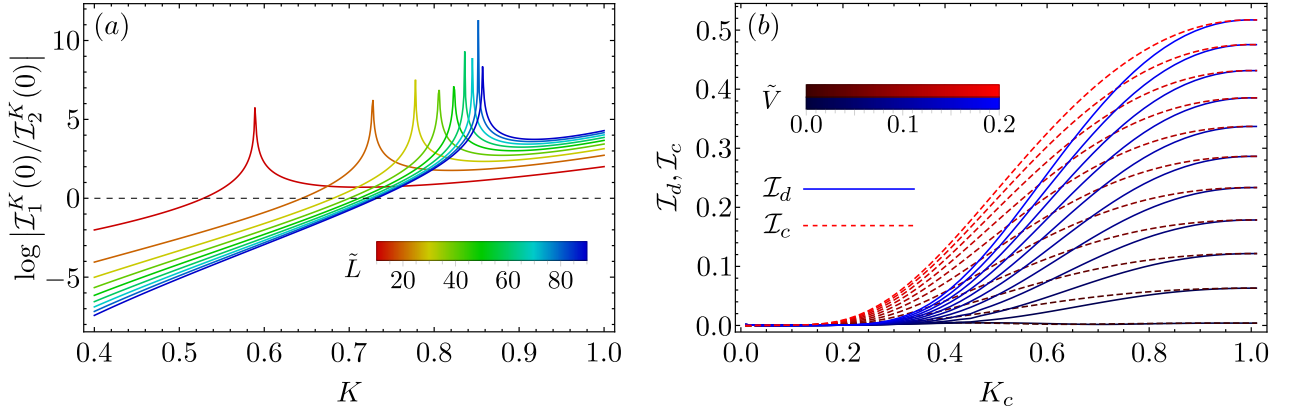 (a)
log |ℐ₁ᴷ(0)/ℐ₂ᴷ(0)|
10
5
0
−5
L̃
20 40 60 80
0.4 0.5 0.6 0.7 0.8 0.9 1.0
K
(b)
ℐ_d, ℐ_c
0.5
0.4
0.3
0.2
0.1
0.0
Ṽ
0.0 0.1 0.2
ℐ_d
ℐ_c
0.0 0.2 0.4 0.6 0.8 1.0
K_c